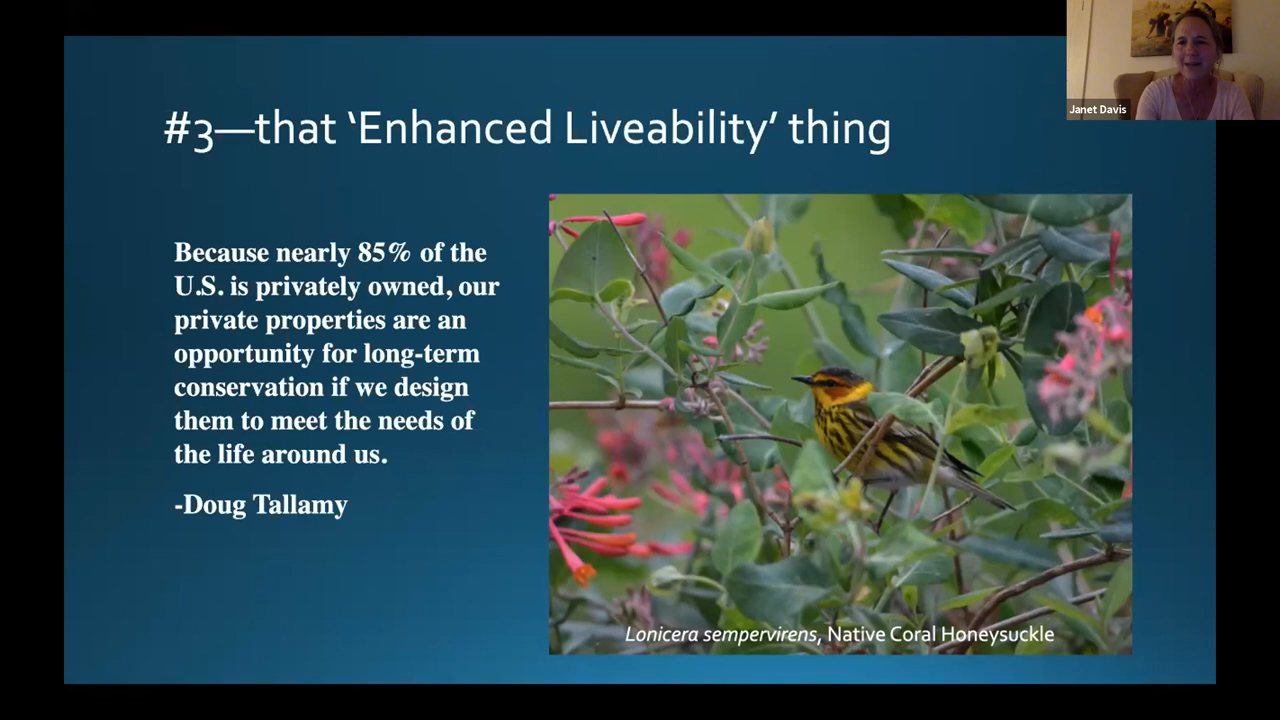 Janet Davis
#3—that ‘Enhanced Liveability’ thing
Because nearly 85% of the
U.S. is privately owned, our
private properties are an
opportunity for long-term
conservation if we design
them to meet the needs of
the life around us.
-Doug Tallamy
Lonicera sempervirens, Native Coral Honeysuckle